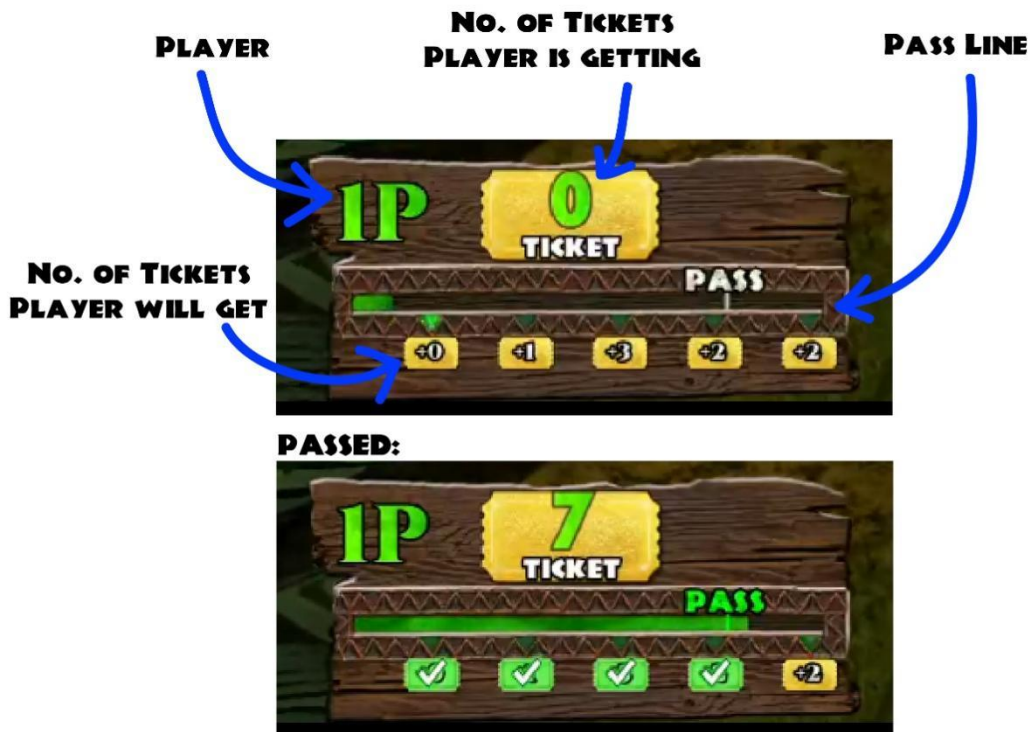 No. of Tickets
Player is getting
Player
Pass Line
1P
0
TICKET
PASS
No. of Tickets
Player will get
+0 +1 +3 +2 +2
PASSED:
1P
7
TICKET
PASS
+2